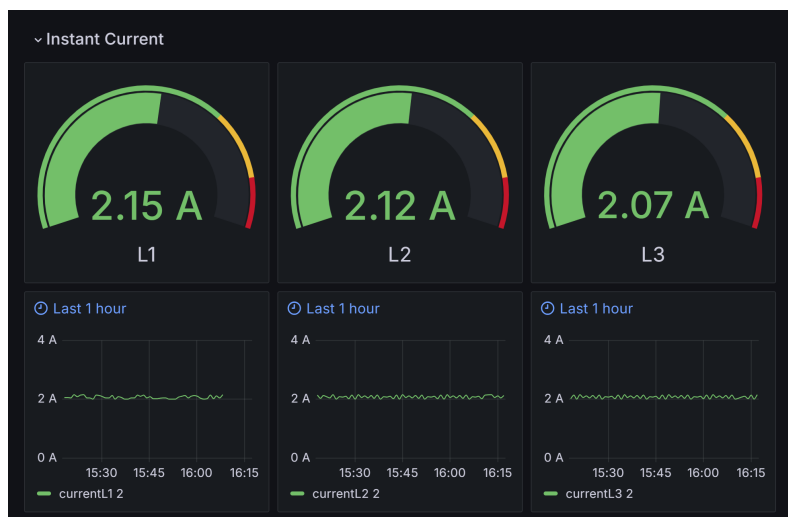 Instant Current
2.15 A
L1
2.12 A
L2
2.07 A
L3
Last 1 hour
4 A
2 A
0 A
15:30 15:45 16:00 16:15
currentL1 2
Last 1 hour
4 A
2 A
0 A
15:30 15:45 16:00 16:15
currentL2 2
Last 1 hour
4 A
2 A
0 A
15:30 15:45 16:00 16:15
currentL3 2